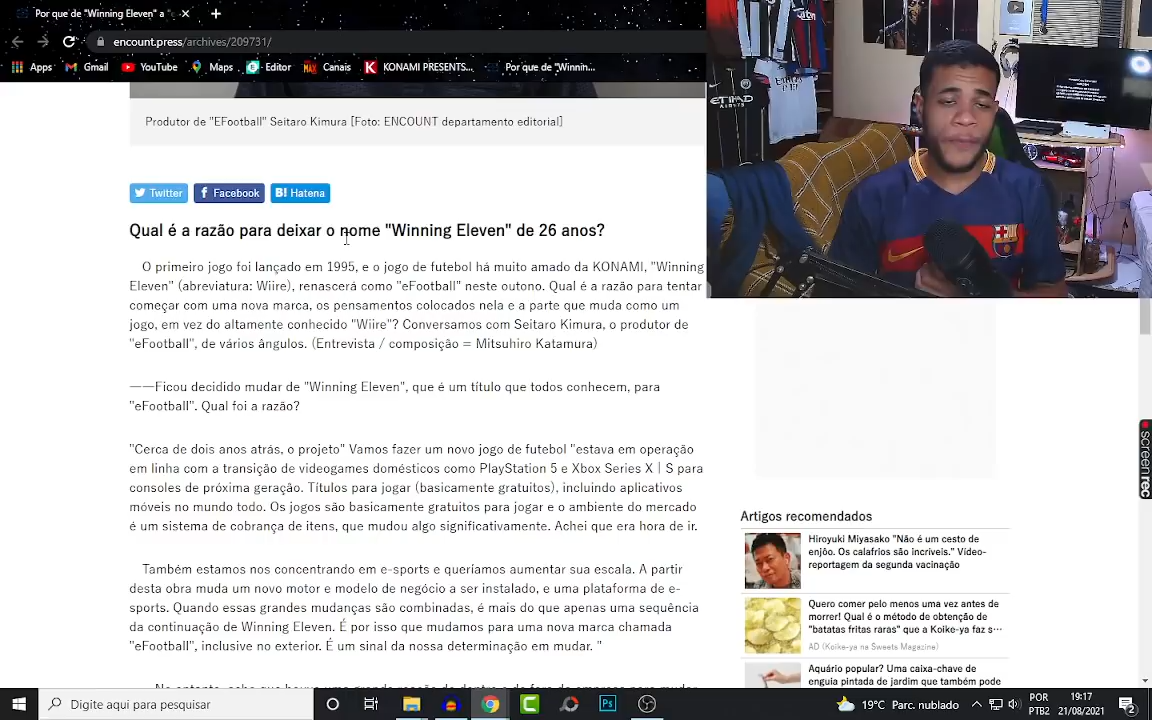 Por que de "Winning Eleven" a "
encount.press/archives/209731/
Apps Gmail YouTube Maps Editor Canais KONAMI PRESENTS... Por que de "Winnin...
Produtor de "EFootball" Seitaro Kimura [Foto: ENCOUNT departamento editorial]
Twitter Facebook B! Hatena
Qual é a razão para deixar o nome "Winning Eleven" de 26 anos?
O primeiro jogo foi lançado em 1995, e o jogo de futebol há muito amado da KONAMI, "Winning
Eleven" (abreviatura: Wiire), renascerá como "eFootball" neste outono. Qual é a razão para tentar
começar com uma nova marca, os pensamentos colocados nela e a parte que muda como um
jogo, em vez do altamente conhecido "Wiire"? Conversamos com Seitaro Kimura, o produtor de
"eFootball", de vários ângulos. (Entrevista / composição = Mitsuhiro Katamura)
——Ficou decidido mudar de "Winning Eleven", que é um título que todos conhecem, para
"eFootball". Qual foi a razão?
"Cerca de dois anos atrás, o projeto" Vamos fazer um novo jogo de futebol "estava em operação
em linha com a transição de videogames domésticos como PlayStation 5 e Xbox Series X | S para
consoles de próxima geração. Títulos para jogar (basicamente gratuitos), incluindo aplicativos
móveis no mundo todo. Os jogos são basicamente gratuitos para jogar e o ambiente do mercado
é um sistema de cobrança de itens, que mudou algo significativamente. Achei que era hora de ir.
Também estamos nos concentrando em e-sports e queríamos aumentar sua escala. A partir
desta obra muda um novo motor e modelo de negócio a ser instalado, e uma plataforma de e-
sports. Quando essas grandes mudanças são combinadas, é mais do que apenas uma sequência
da continuação de Winning Eleven. É por isso que mudamos para uma nova marca chamada
"eFootball", inclusive no exterior. É um sinal da nossa determinação em mudar. "
ETIHAD
AIRWAYS
Artigos recomendados
Hiroyuki Miyasako "Não é um cesto de
enjôo. Os calafrios são incríveis." Vídeo-
reportagem da segunda vacinação
Quero comer pelo menos uma vez antes de
morrer! Qual é o método de obtenção de
"batatas fritas raras" que a Koike-ya faz s...
AD (Koike-ya na Sweets Magazine)
Aquário popular? Uma caixa-chave de
enguia pintada de jardim que também pode
screenrec
Digite aqui para pesquisar
Ps
19°C Parc. nublado
POR
PTB2
19:17
21/08/2021
2